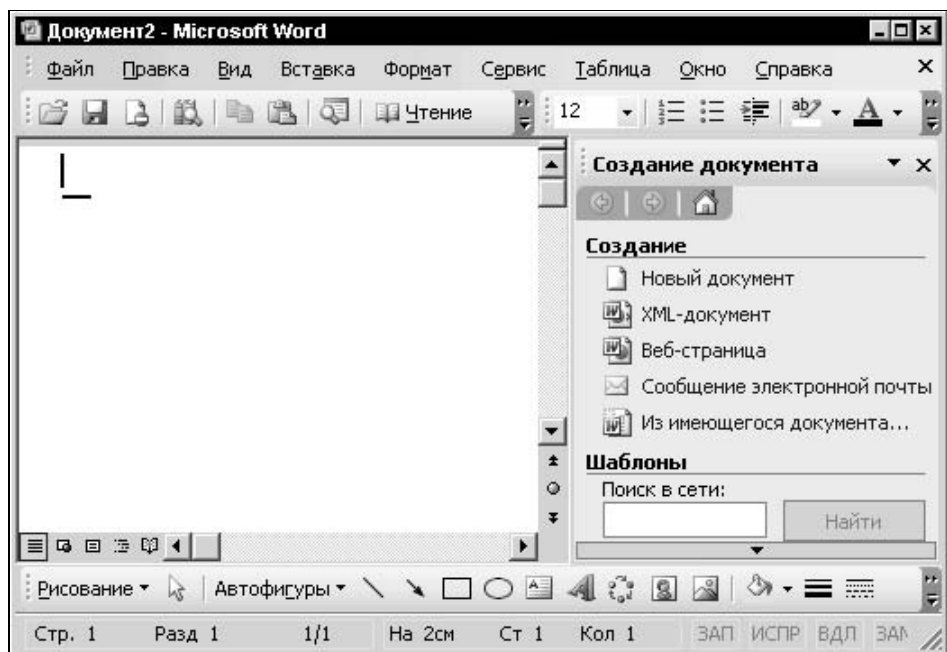 Документ2 - Microsoft Word
Файл Правка Вид Вставка Формат Сервис Таблица Окно Справка
Чтение 12
Создание документа
Создание
Новый документ
XML-документ
Веб-страница
Сообщение электронной почты
Из имеющегося документа...
Шаблоны
Поиск в сети:
Найти
Рисование Автофигуры
Стр. 1 Разд 1 1/1 На 2см Ст 1 Кол 1 ЗАП ИСПР ВДЛ ЗАМ